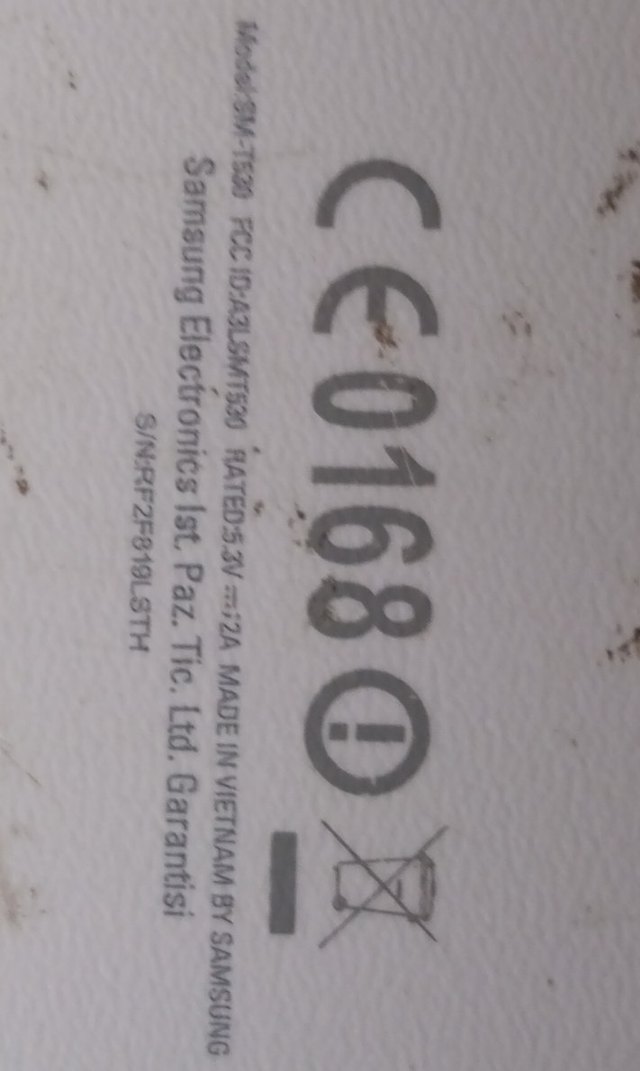 CE0168
Model:SM-T530 FCC ID:A3LSMT530 RATED:5.3V ⎓;2A MADE IN VIETNAM BY SAMSUNG
Samsung Electronics Ist. Paz. Tic. Ltd. Garantisi
S/N:RF2F819LSTH